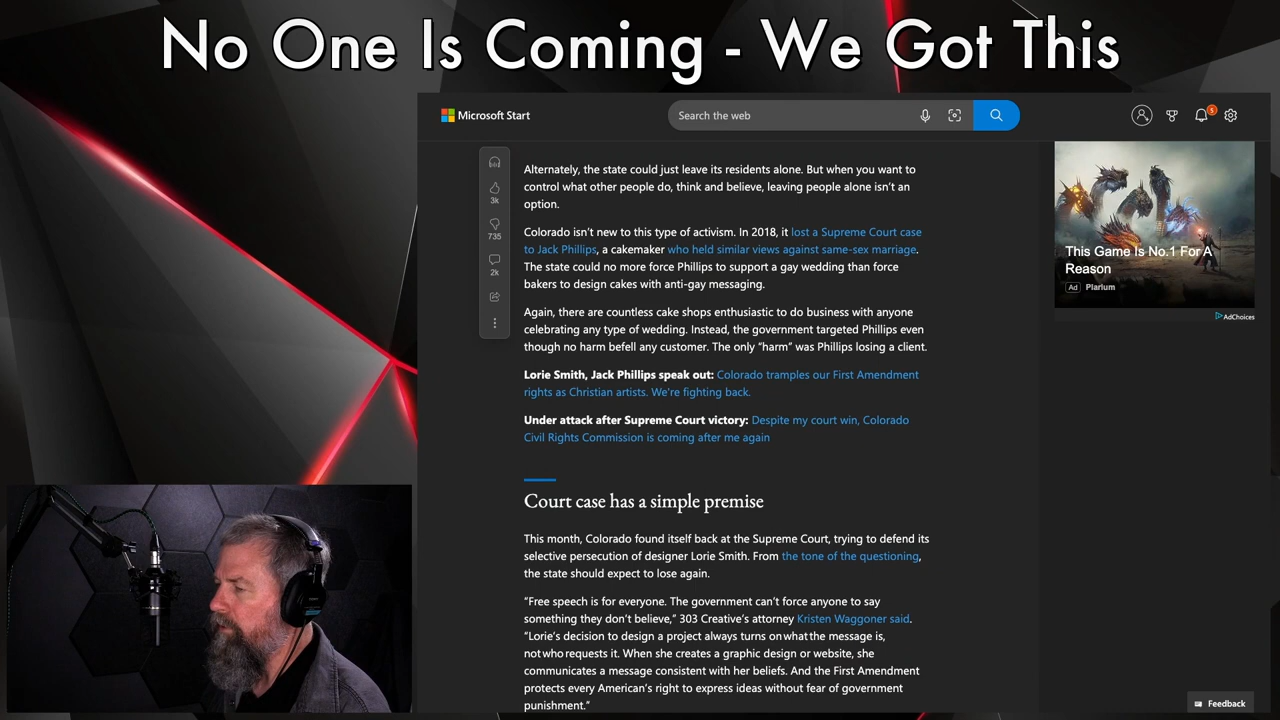 No One Is Coming - We Got This
Microsoft Start
Search the web
5
Alternately, the state could just leave its residents alone. But when you want to
control what other people do, think and believe, leaving people alone isn’t an
option.
3k
735
2k
Colorado isn’t new to this type of activism. In 2018, it lost a Supreme Court case
to Jack Phillips, a cakemaker who held similar views against same-sex marriage.
The state could no more force Phillips to support a gay wedding than force
bakers to design cakes with anti-gay messaging.
Again, there are countless cake shops enthusiastic to do business with anyone
celebrating any type of wedding. Instead, the government targeted Phillips even
though no harm befell any customer. The only “harm” was Phillips losing a client.
Lorie Smith, Jack Phillips speak out: Colorado tramples our First Amendment
rights as Christian artists. We're fighting back.
Under attack after Supreme Court victory: Despite my court win, Colorado
Civil Rights Commission is coming after me again
Court case has a simple premise
This month, Colorado found itself back at the Supreme Court, trying to defend its
selective persecution of designer Lorie Smith. From the tone of the questioning,
the state should expect to lose again.
“Free speech is for everyone. The government can’t force anyone to say
something they don’t believe,” 303 Creative’s attorney Kristen Waggoner said.
“Lorie’s decision to design a project always turns on what the message is,
not who requests it. When she creates a graphic design or website, she
communicates a message consistent with her beliefs. And the First Amendment
protects every American’s right to express ideas without fear of government
punishment.”
This Game Is No.1 For A
Reason
Ad Plarium
AdChoices
Feedback